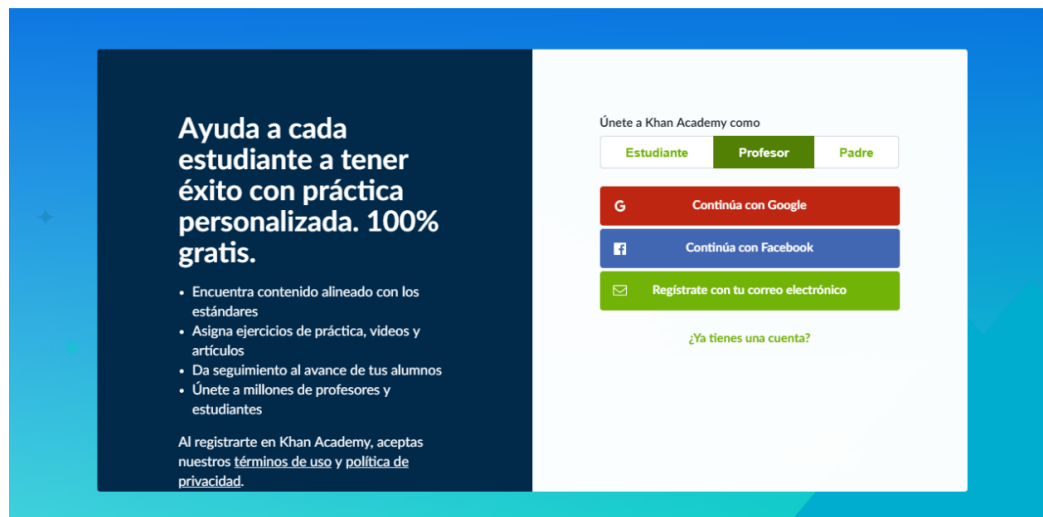 Ayuda a cada
estudiante a tener
éxito con práctica
personalizada. 100%
gratis.
• Encuentra contenido alineado con los
estándares
• Asigna ejercicios de práctica, videos y
artículos
• Da seguimiento al avance de tus alumnos
• Únete a millones de profesores y
estudiantes
Al registrarte en Khan Academy, aceptas
nuestros términos de uso y política de
privacidad.
Únete a Khan Academy como
Estudiante Profesor Padre
G Continúa con Google
f Continúa con Facebook
Regístrate con tu correo electrónico
¿Ya tienes una cuenta?